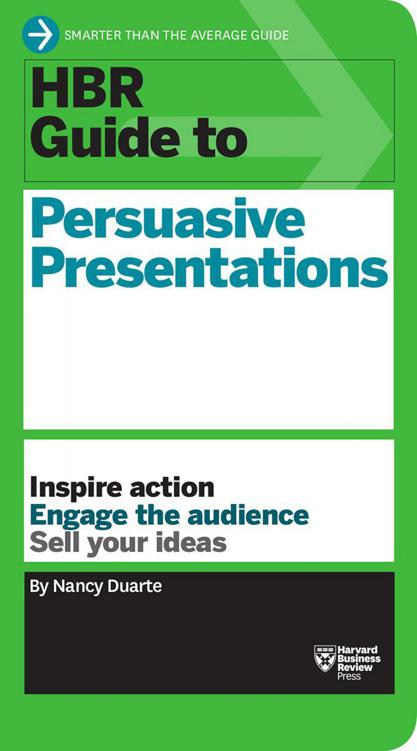 SMARTER THAN THE AVERAGE GUIDE
HBR
Guide to
Persuasive
Presentations
Inspire action
Engage the audience
Sell your ideas
By Nancy Duarte
Harvard
Business
Review
Press